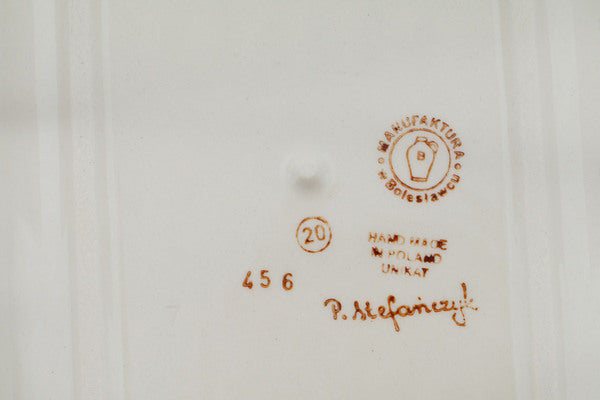 MANUFAKTURA
w Bolesławcu
B
20
HAND MADE
IN POLAND
UNIKAT
456
P. Stefańczyk